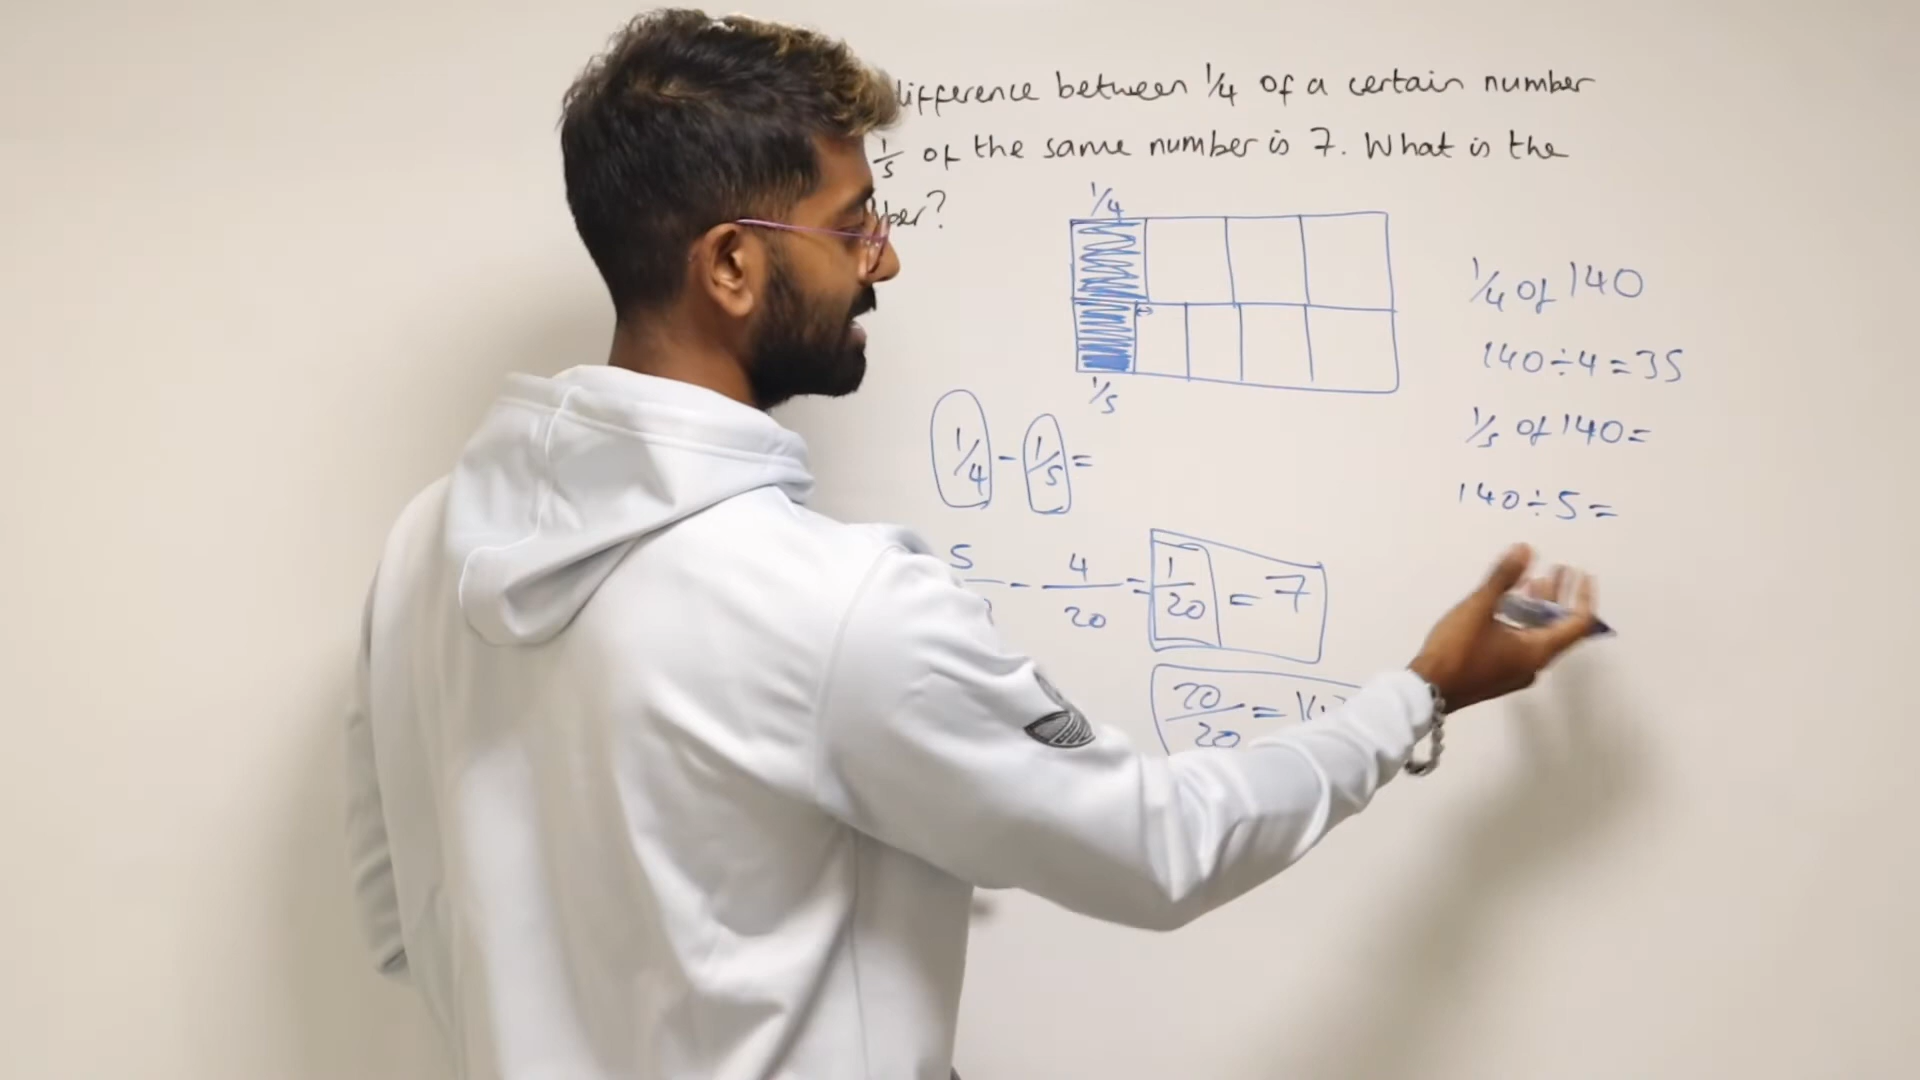 difference between 1/4 of a certain number
1/5 of the same number is 7. What is the
ber?
1/4
1/5
1/4 of 140
140÷4=35
1/5 of 140=
140÷5=
1/4 - 1/5 =
5 - 4/20 = 1/20 = 7
20/20 =